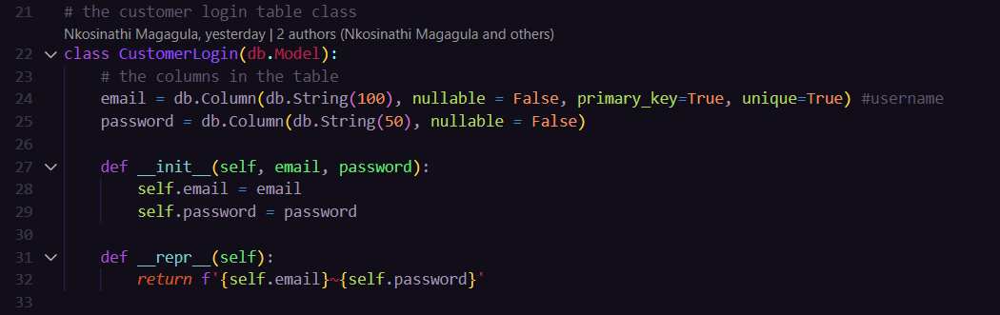 21 # the customer login table class
Nkosinathi Magagula, yesterday | 2 authors (Nkosinathi Magagula and others)
22 class CustomerLogin(db.Model):
23 # the columns in the table
24 email = db.Column(db.String(100), nullable = False, primary_key=True, unique=True) #username
25 password = db.Column(db.String(50), nullable = False)
26
27 def __init__(self, email, password):
28 self.email = email
29 self.password = password
30
31 def __repr__(self):
32 return f'{self.email}~{self.password}'
33